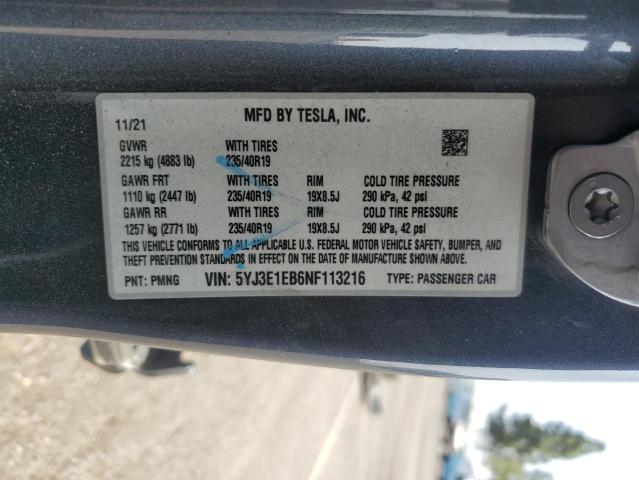 MFD BY TESLA, INC.
11/21
GVWR WITH TIRES
2215 kg (4883 lb) 235/40R19
GAWR FRT WITH TIRES RIM COLD TIRE PRESSURE
1110 kg (2447 lb) 235/40R19 19X8.5J 290 kPa, 42 psi
GAWR RR WITH TIRES RIM COLD TIRE PRESSURE
1257 kg (2771 lb) 235/40R19 19X8.5J 290 kPa, 42 psi
THIS VEHICLE CONFORMS TO ALL APPLICABLE U.S. FEDERAL MOTOR VEHICLE SAFETY, BUMPER, AND
THEFT PREVENTION STANDARDS IN EFFECT ON THE DATE OF MANUFACTURE SHOWN ABOVE.
PNT: PMNG VIN: 5YJ3E1EB6NF113216 TYPE: PASSENGER CAR